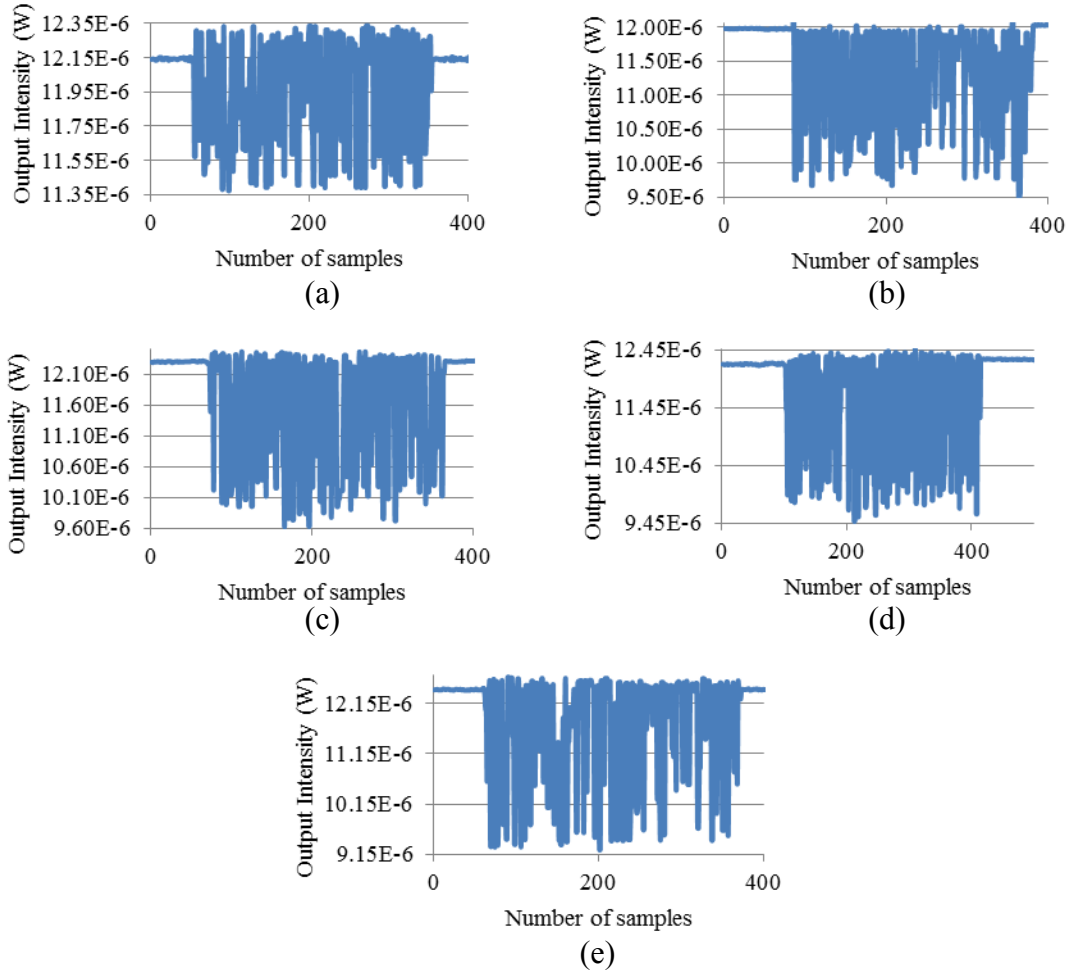 Output Intensity (W)
12.35E-6
12.15E-6
11.95E-6
11.75E-6
11.55E-6
11.35E-6
0 200 400
Number of samples
(a)
Output Intensity (W)
12.00E-6
11.50E-6
11.00E-6
10.50E-6
10.00E-6
9.50E-6
0 200 400
Number of samples
(b)
Output Intensity (W)
12.10E-6
11.60E-6
11.10E-6
10.60E-6
10.10E-6
9.60E-6
0 200 400
Number of samples
(c)
Output Intensity (W)
12.45E-6
11.45E-6
10.45E-6
9.45E-6
0 200 400
Number of samples
(d)
Output Intensity (W)
12.15E-6
11.15E-6
10.15E-6
9.15E-6
0 200 400
Number of samples
(e)